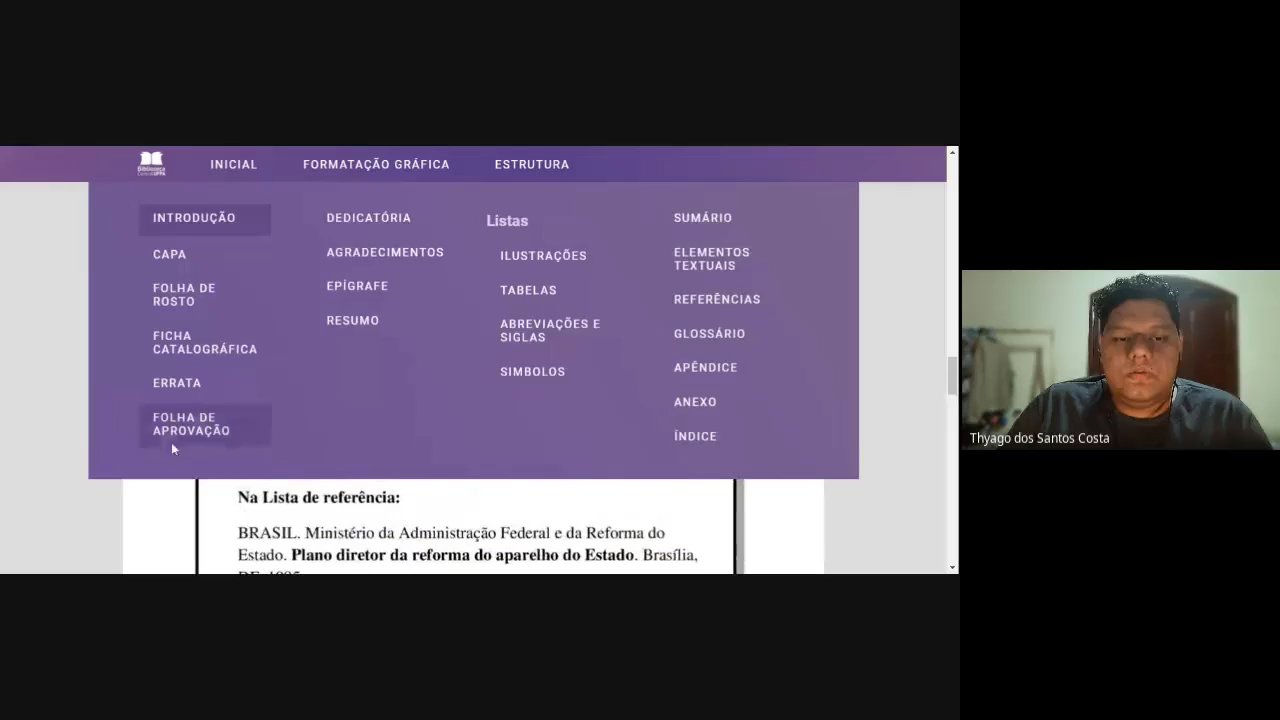 Biblioteca
Central UFPA
INICIAL
FORMATAÇÃO GRÁFICA
ESTRUTURA
INTRODUÇÃO
CAPA
FOLHA DE
ROSTO
FICHA
CATALOGRÁFICA
ERRATA
FOLHA DE
APROVAÇÃO
DEDICATÓRIA
AGRADECIMENTOS
EPÍGRAFE
RESUMO
Listas
ILUSTRAÇÕES
TABELAS
ABREVIAÇÕES E
SIGLAS
SIMBOLOS
SUMÁRIO
ELEMENTOS
TEXTUAIS
REFERÊNCIAS
GLOSSÁRIO
APÊNDICE
ANEXO
ÍNDICE
Na Lista de referência:
BRASIL. Ministério da Administração Federal e da Reforma do
Estado. Plano diretor da reforma do aparelho do Estado. Brasília,
Thyago dos Santos Costa